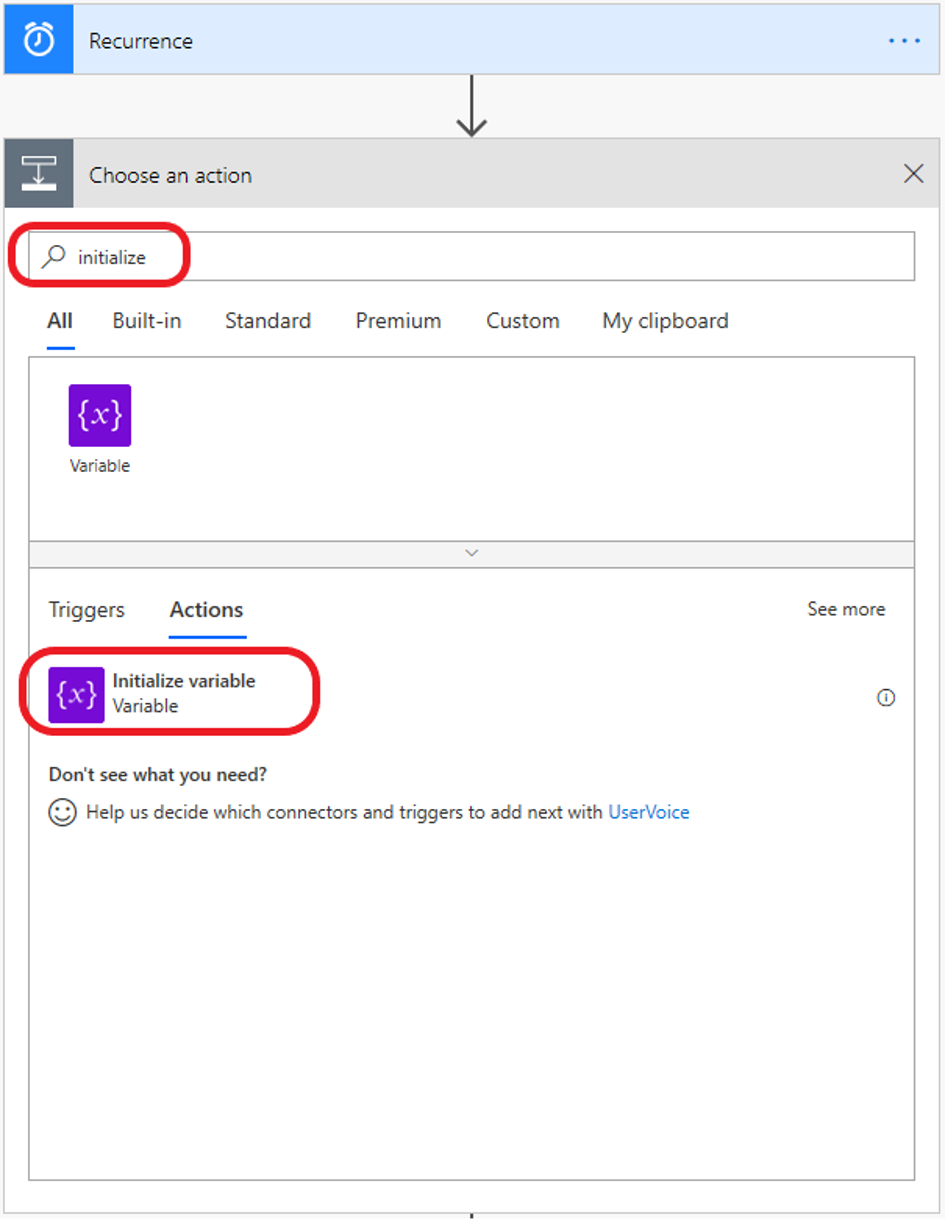 Recurrence
Choose an action
initialize
All Built-in Standard Premium Custom My clipboard
{x}
Variable
Triggers Actions See more
{x} Initialize variable
Variable
Don't see what you need?
Help us decide which connectors and triggers to add next with UserVoice